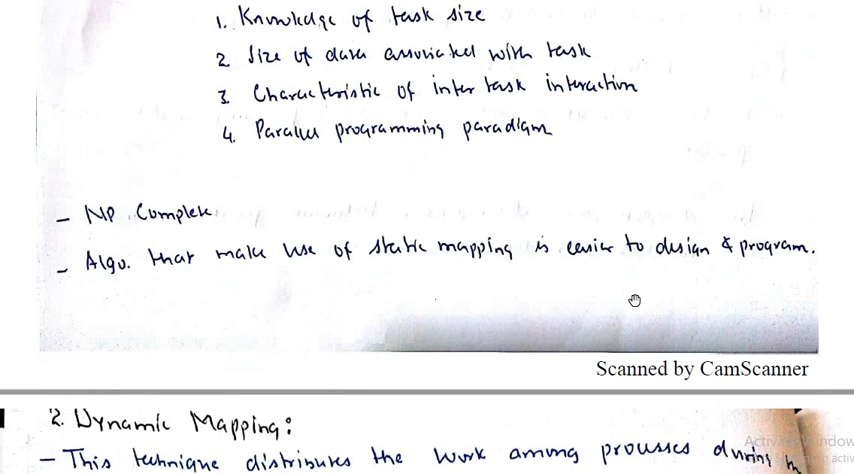 1. Knowledge of task size
2 Size of data associated with task
3 Characteristic of inter task interaction
4. Parallel programming paradigm
- NP Complete
- Algo. that make use of static mapping is easier to design & program.
Scanned by CamScanner
2. Dynamic Mapping:
- This technique distributes the work among processes during